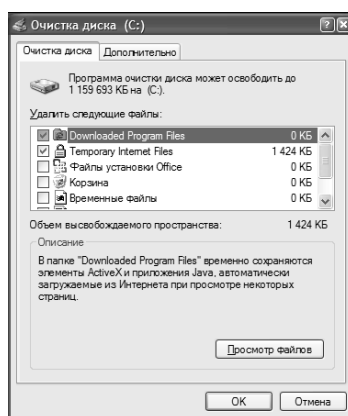 Очистка диска (C:)
Очистка диска Дополнительно
Программа очистки диска может освободить до
1 159 693 КБ на (C:).
Удалить следующие файлы:
Downloaded Program Files 0 КБ
Temporary Internet Files 1 424 КБ
Файлы установки Office 0 КБ
Корзина 0 КБ
Временные файлы 0 КБ
Объем высвобождаемого пространства: 1 424 КБ
Описание
В папке "Downloaded Program Files" временно сохраняются
элементы ActiveX и приложения Java, автоматически
загружаемые из Интернета при просмотре некоторых
страниц.
Просмотр файлов
OK Отмена